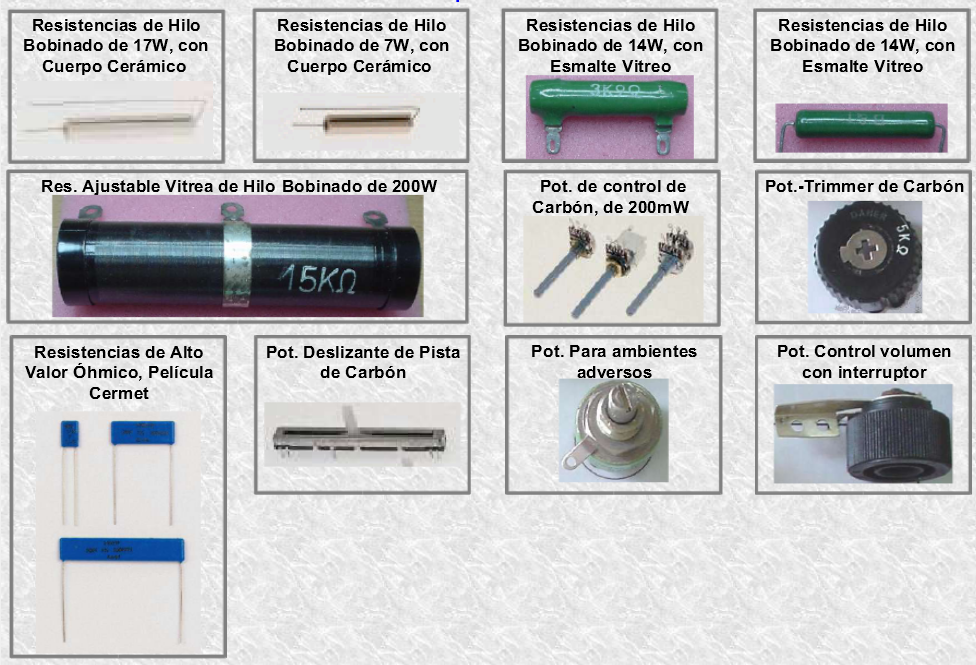 Resistencias de Hilo
Bobinado de 17W, con
Cuerpo Cerámico
Resistencias de Hilo
Bobinado de 7W, con
Cuerpo Cerámico
Resistencias de Hilo
Bobinado de 14W, con
Esmalte Vitreo
3K9Ω
Resistencias de Hilo
Bobinado de 14W, con
Esmalte Vitreo
15Ω
Res. Ajustable Vitrea de Hilo Bobinado de 200W
15KΩ
Pot. de control de
Carbón, de 200mW
Pot.-Trimmer de Carbón
5KΩ
Resistencias de Alto
Valor Óhmico, Película
Cermet
Pot. Deslizante de Pista
de Carbón
Pot. Para ambientes
adversos
Pot. Control volumen
con interruptor